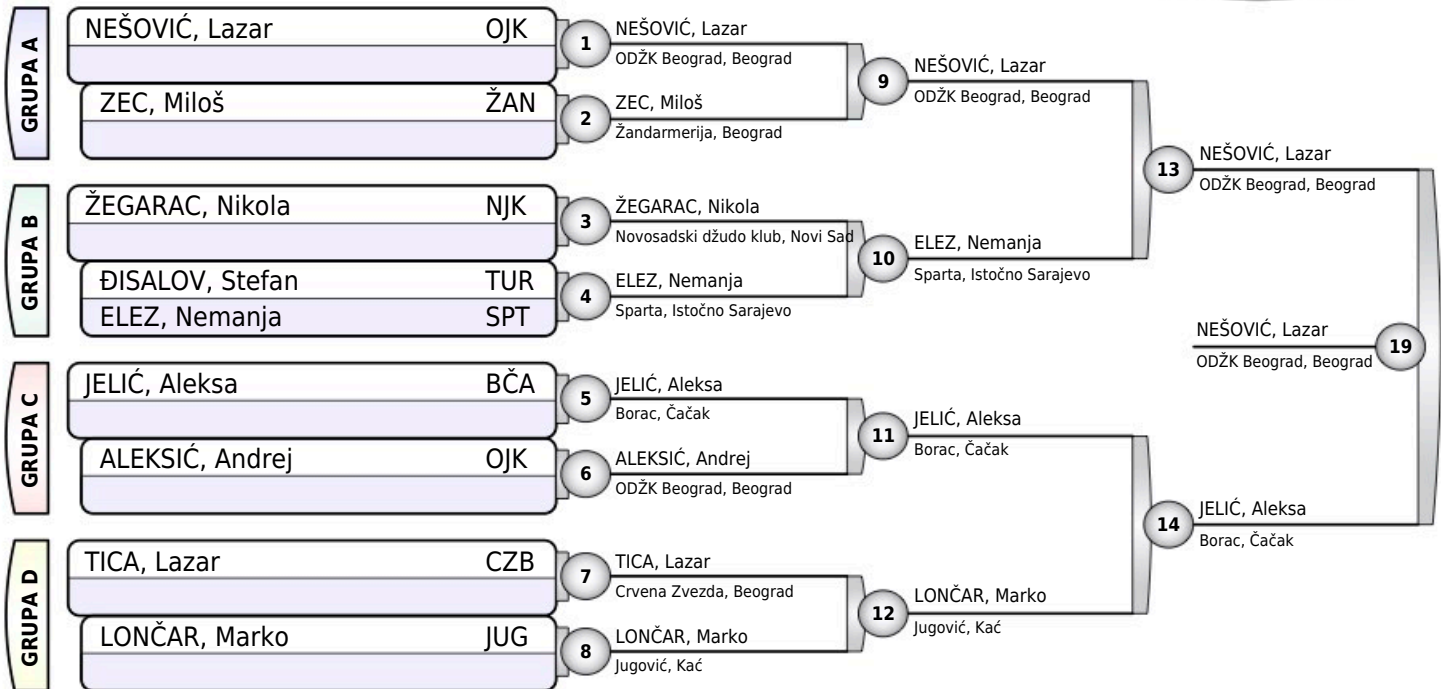 GRUPA A
NEŠOVIĆ, Lazar OJK
ZEC, Miloš ŽAN
GRUPA B
ŽEGARAC, Nikola NJK
ĐISALOV, Stefan TUR
ELEZ, Nemanja SPT
GRUPA C
JELIĆ, Aleksa BČA
ALEKSIĆ, Andrej OJK
GRUPA D
TICA, Lazar CZB
LONČAR, Marko JUG
1
NEŠOVIĆ, Lazar
ODŽK Beograd, Beograd
2
ZEC, Miloš
Žandarmerija, Beograd
3
ŽEGARAC, Nikola
Novosadski džudo klub, Novi Sad
4
ELEZ, Nemanja
Sparta, Istočno Sarajevo
5
JELIĆ, Aleksa
Borac, Čačak
6
ALEKSIĆ, Andrej
ODŽK Beograd, Beograd
7
TICA, Lazar
Crvena Zvezda, Beograd
8
LONČAR, Marko
Jugović, Kać
9
NEŠOVIĆ, Lazar
ODŽK Beograd, Beograd
10
ELEZ, Nemanja
Sparta, Istočno Sarajevo
11
JELIĆ, Aleksa
Borac, Čačak
12
LONČAR, Marko
Jugović, Kać
13
NEŠOVIĆ, Lazar
ODŽK Beograd, Beograd
14
JELIĆ, Aleksa
Borac, Čačak
NEŠOVIĆ, Lazar
ODŽK Beograd, Beograd
19